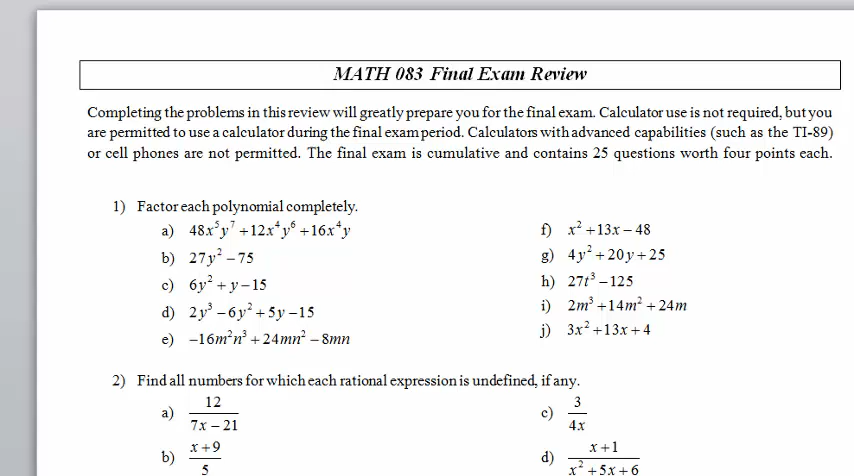 MATH 083 Final Exam Review
Completing the problems in this review will greatly prepare you for the final exam. Calculator use is not required, but you
are permitted to use a calculator during the final exam period. Calculators with advanced capabilities (such as the TI-89)
or cell phones are not permitted. The final exam is cumulative and contains 25 questions worth four points each.
1) Factor each polynomial completely.
a) 48x⁵y⁷ + 12x⁴y⁶ + 16x⁴y
b) 27y² – 75
c) 6y² + y – 15
d) 2y³ – 6y² + 5y – 15
e) –16m²n³ + 24mn² – 8mn
f) x² + 13x – 48
g) 4y² + 20y + 25
h) 27t³ – 125
i) 2m³ + 14m² + 24m
j) 3x² + 13x + 4
2) Find all numbers for which each rational expression is undefined, if any.
a) 12
7x – 21
b) x + 9
5
c) 3
4x
d) x + 1
x² + 5x + 6